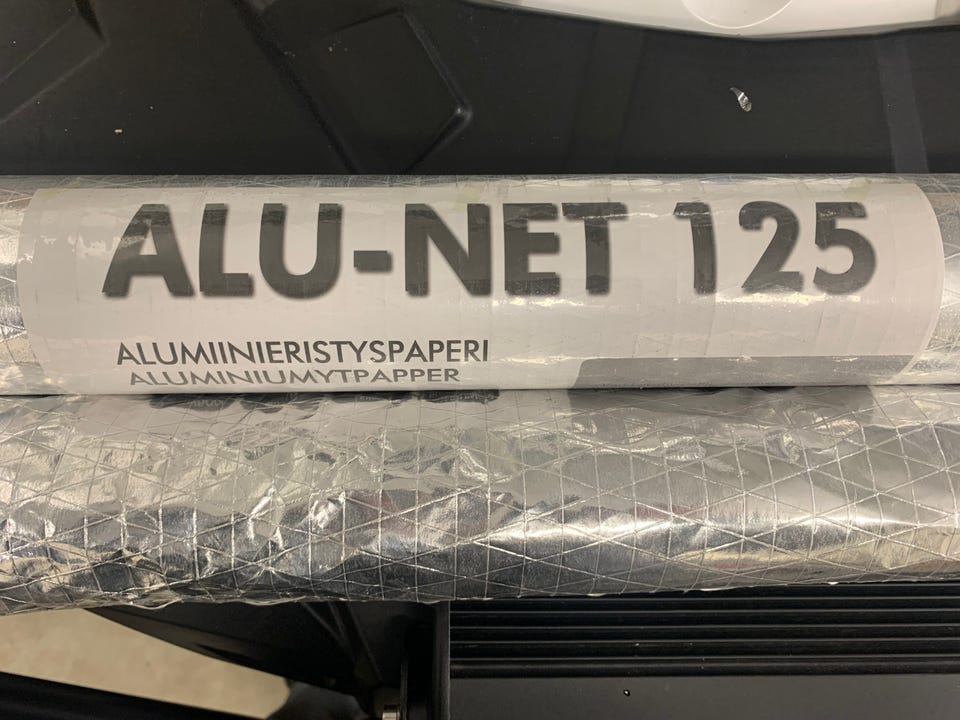 ALU-NET 125
ALUMIINIERISTYSPAPERI
ALUMINIUMYTPAPPER